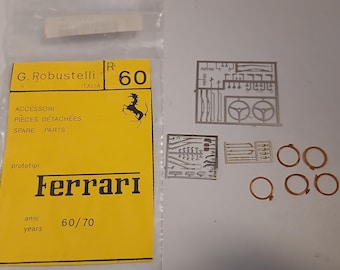 G. Robustelli
ITALIA
R.
60
ACCESSORI
PIÈCES DÉTACHÉES
SPARE PARTS
prototipi
Ferrari
anni
years
60/70